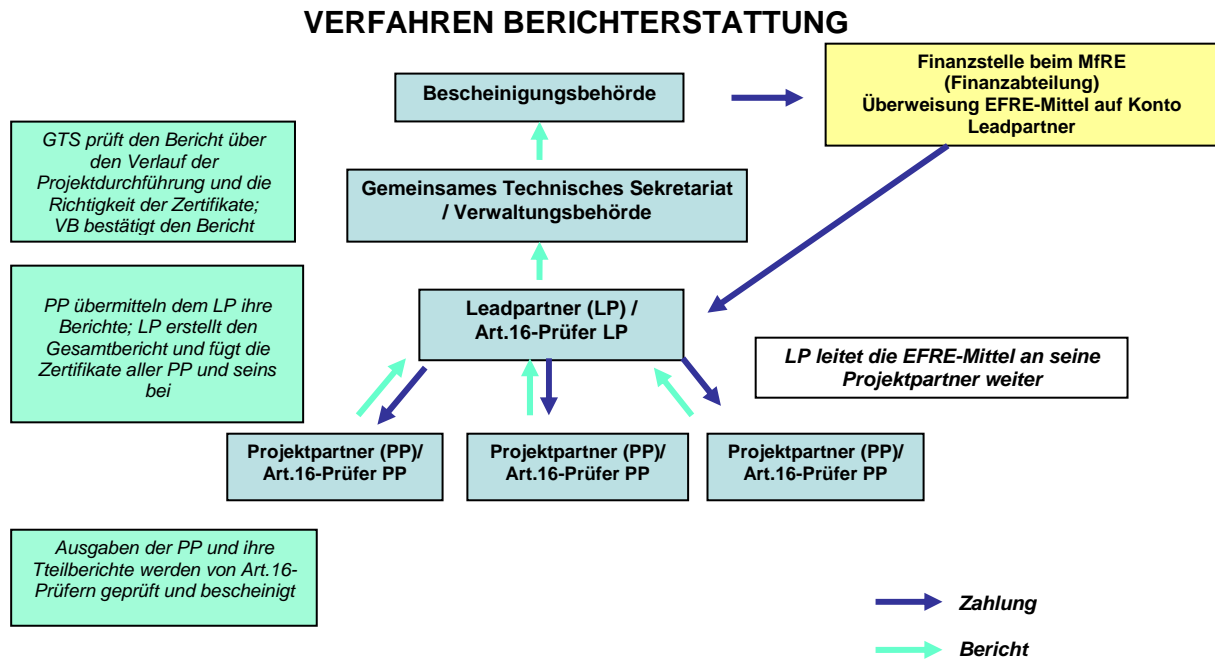 VERFAHREN BERICHTERSTATTUNG
Bescheinigungsbehörde
Finanzstelle beim MfRE
(Finanzabteilung)
Überweisung EFRE-Mittel auf Konto
Leadpartner
GTS prüft den Bericht über
den Verlauf der
Projektdurchführung und die
Richtigkeit der Zertifikate;
VB bestätigt den Bericht
Gemeinsames Technisches Sekretariat
/ Verwaltungsbehörde
PP übermitteln dem LP ihre
Berichte; LP erstellt den
Gesamtbericht und fügt die
Zertifikate aller PP und seins
bei
Leadpartner (LP) /
Art.16-Prüfer LP
LP leitet die EFRE-Mittel an seine
Projektpartner weiter
Projektpartner (PP)/
Art.16-Prüfer PP
Projektpartner (PP)/
Art.16-Prüfer PP
Projektpartner (PP)/
Art.16-Prüfer PP
Ausgaben der PP und ihre
Tteilberichte werden von Art.16-
Prüfern geprüft und bescheinigt
Zahlung
Bericht